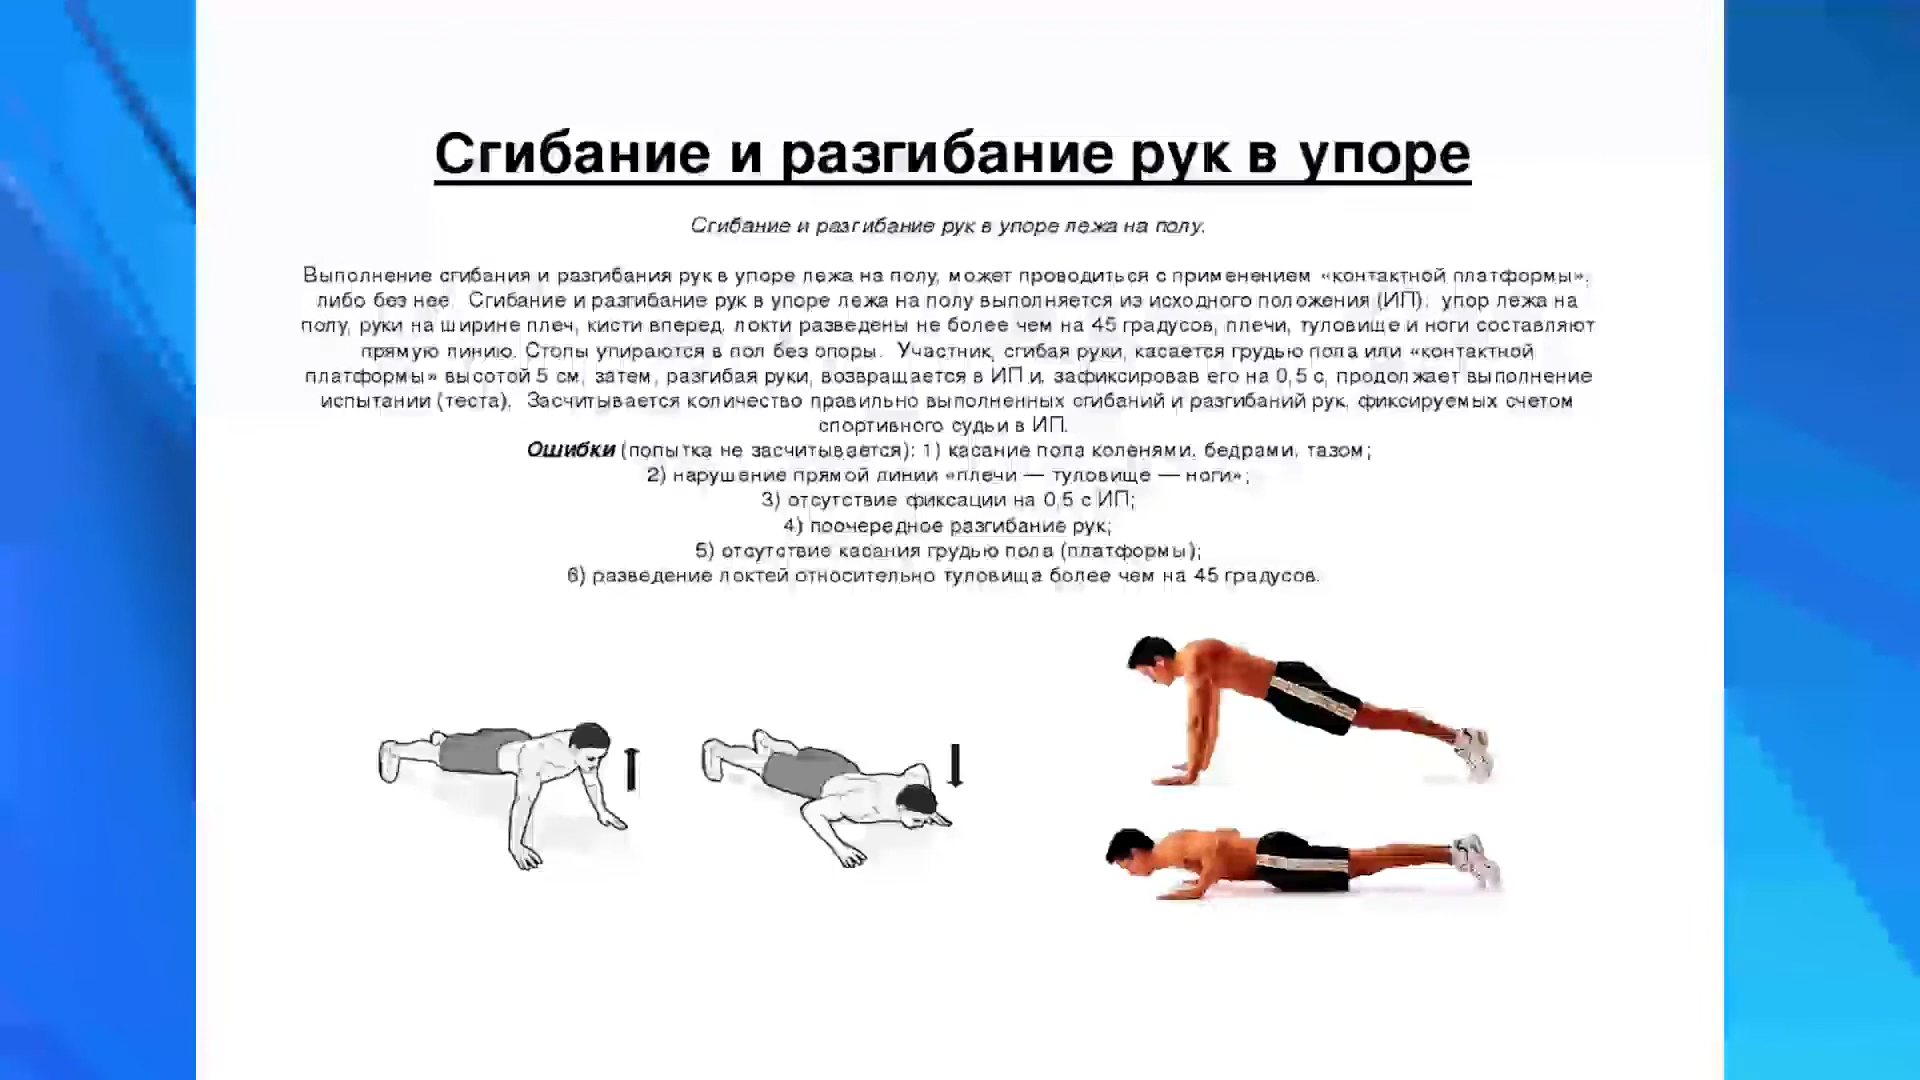 Сгибание и разгибание рук в упоре
Сгибание и разгибание рук в упоре лежа на полу.
Выполнение сгибания и разгибания рук в упоре лежа на полу, может проводиться с применением «контактной платформы»,
либо без нее. Сгибание и разгибание рук в упоре лежа на полу выполняется из исходного положения (ИП): упор лежа на
полу, руки на ширине плеч, кисти вперед, локти разведены не более чем на 45 градусов, плечи, туловище и ноги составляют
прямую линию. Стопы упираются в пол без опоры. Участник, сгибая руки, касается грудью пола или «контактной
платформы» высотой 5 см, затем, разгибая руки, возвращается в ИП и, зафиксировав его на 0,5 с, продолжает выполнение
испытании (теста). Засчитывается количество правильно выполненных сгибаний и разгибаний рук, фиксируемых счетом
спортивного судьи в ИП.
Ошибки (попытка не засчитывается): 1) касание пола коленями, бедрами, тазом;
2) нарушение прямой линии «плечи — туловище — ноги»;
3) отсутствие фиксации на 0,5 с ИП;
4) поочередное разгибание рук;
5) отсутствие касания грудью пола (платформы);
6) разведение локтей относительно туловища более чем на 45 градусов.